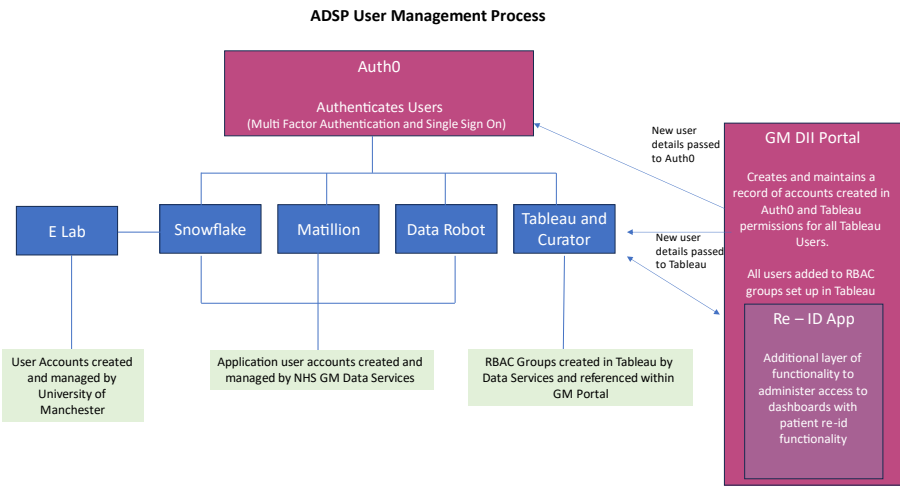 ADSP User Management Process
Auth0
Authenticates Users
(Multi Factor Authentication and Single Sign On)
New user
details passed
to Auth0
GM DII Portal
Creates and maintains a
record of accounts created in
Auth0 and Tableau
permissions for all Tableau
Users.
All users added to RBAC
groups set up in Tableau
E Lab
Snowflake
Matillion
Data Robot
Tableau and
Curator
New user
details passed
to Tableau
Re – ID App
Additional layer of
functionality to
administer access to
dashboards with
patient re-id
functionality
User Accounts created
and managed by
University of
Manchester
Application user accounts created and
managed by NHS GM Data Services
RBAC Groups created in Tableau by
Data Services and referenced within
GM Portal